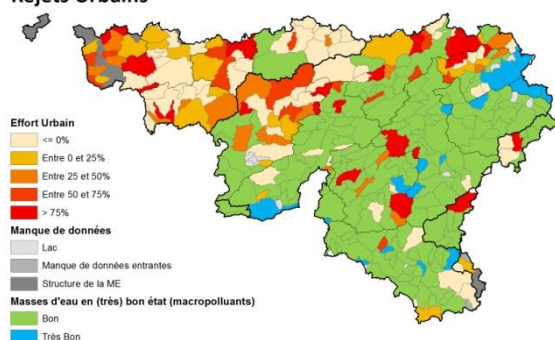 Rejets Urbains
Effort Urbain
<= 0%
Entre 0 et 25%
Entre 25 et 50%
Entre 50 et 75%
> 75%
Manque de données
Lac
Manque de données entrantes
Structure de la ME
Masses d'eau en (très) bon état (macropolluants)
Bon
Très Bon